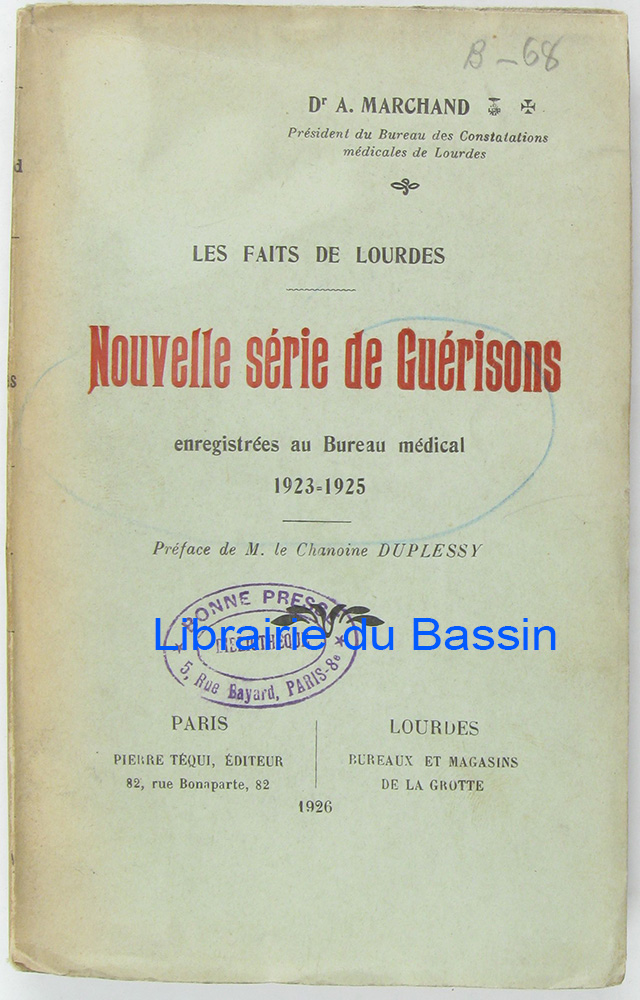 B-68
Dr A. MARCHAND
Président du Bureau des Constatations
médicales de Lourdes
LES FAITS DE LOURDES
Nouvelle série de Guérisons
enregistrées au Bureau médical
1923=1925
Préface de M. le Chanoine DUPLESSY
BONNE PRESSE
BIBLIOTHÈQUE
5, Rue Bayard, PARIS-8e
Librairie du Bassin
PARIS
PIERRE TÉQUI, ÉDITEUR
82, rue Bonaparte, 82
LOURDES
BUREAUX ET MAGASINS
DE LA GROTTE
1926